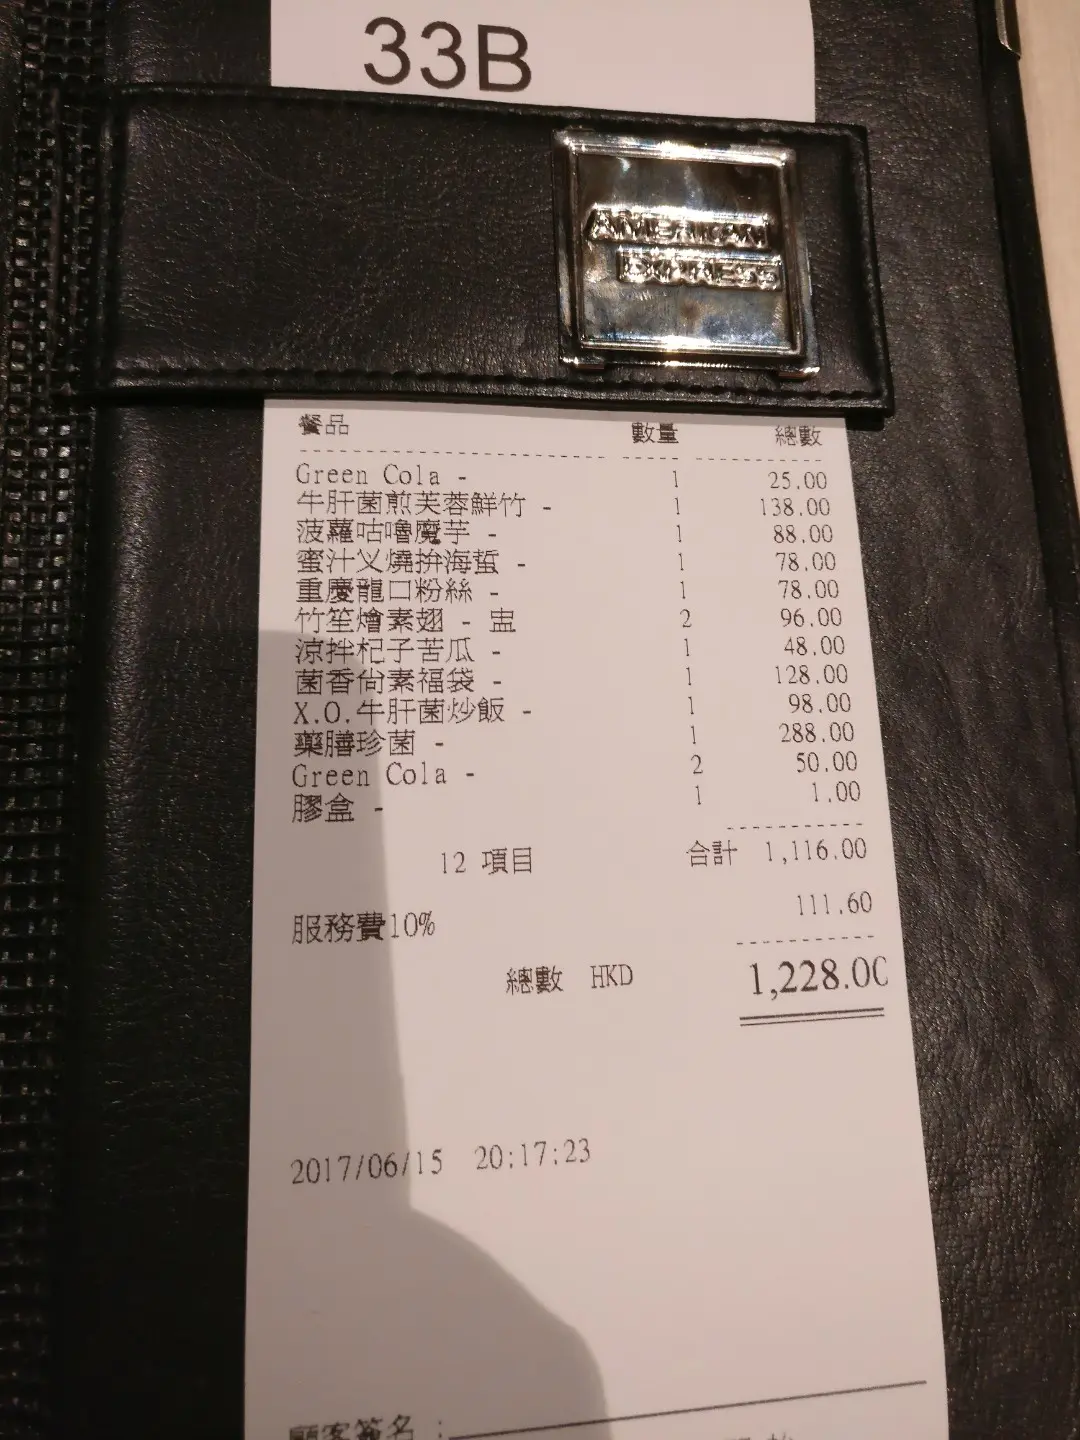 33B
AMERICAN
EXPRESS
餐品 數量 總數
Green Cola - 1 25.00
牛肝菌煎芙蓉鮮竹 - 1 138.00
菠蘿咕嚕魔芋 - 1 88.00
蜜汁乂燒拚海蜇 - 1 78.00
重慶龍口粉絲 - 1 78.00
竹笙燴素翅 - 盅 2 96.00
涼拌杞子苦瓜 - 1 48.00
菌香尙素福袋 - 1 128.00
X.O.牛肝菌炒飯 - 1 98.00
藥膳珍菌 - 1 288.00
Green Cola - 2 50.00
膠盒 - 1 1.00
12 項目 合計 1,116.00
服務費10% 111.60
總數 HKD 1,228.00
2017/06/15 20:17:23
顧客簽名 :